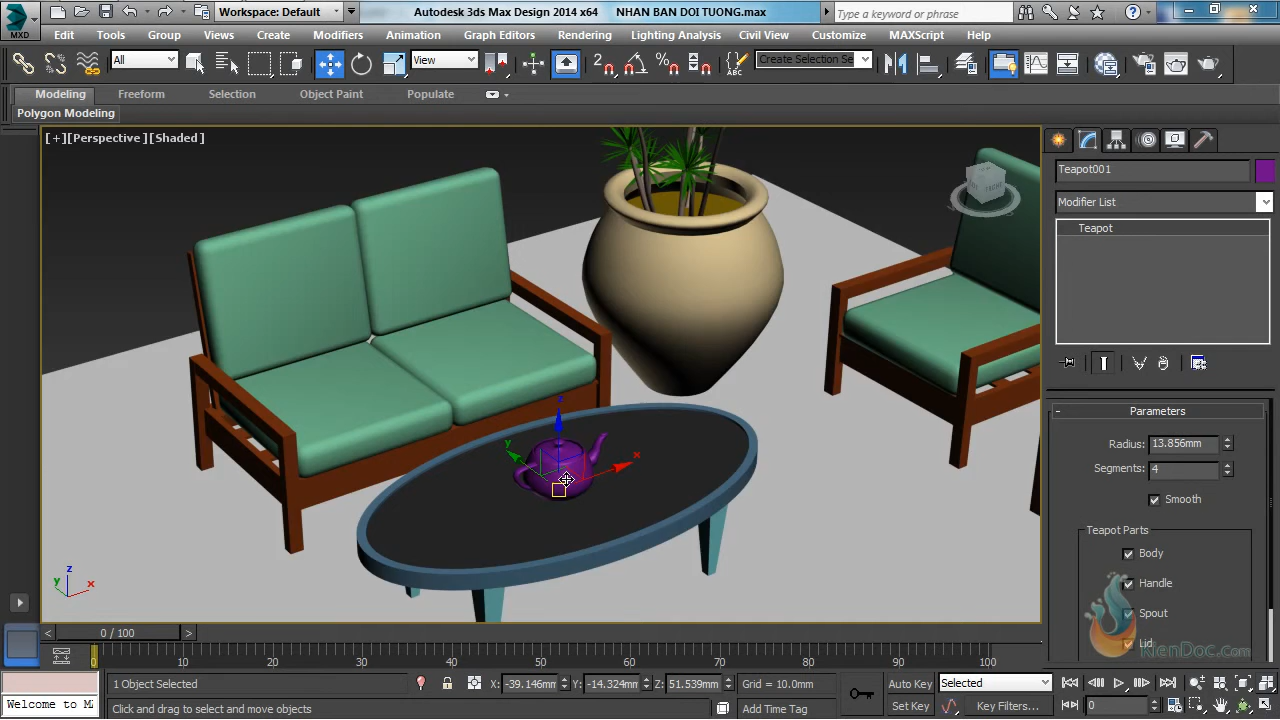 Workspace: Default
Autodesk 3ds Max Design 2014 x64
NHAN BAN DOI TUONG.max
Type a keyword or phrase
MXD
Edit
Tools
Group
Views
Create
Modifiers
Animation
Graph Editors
Rendering
Lighting Analysis
Civil View
Customize
MAXScript
Help
All
View
Create Selection Se
Modeling
Freeform
Selection
Object Paint
Populate
Polygon Modeling
[+][Perspective][Shaded]
Teapot001
Modifier List
Teapot
- Parameters
Radius: 13.856mm
Segments: 4
Smooth
Teapot Parts
Body
Handle
Spout
Lid
KienDoc.Com
z
y
x
z
y
x
0 / 100
0 10 20 30 40 50 60 70 80 90 100
1 Object Selected
X: -39.146mm
Y: -14.324mm
Z: 51.539mm
Grid = 10.0mm
Auto Key
Selected
Welcome to MA
Click and drag to select and move objects
Add Time Tag
Set Key
Key Filters...
0